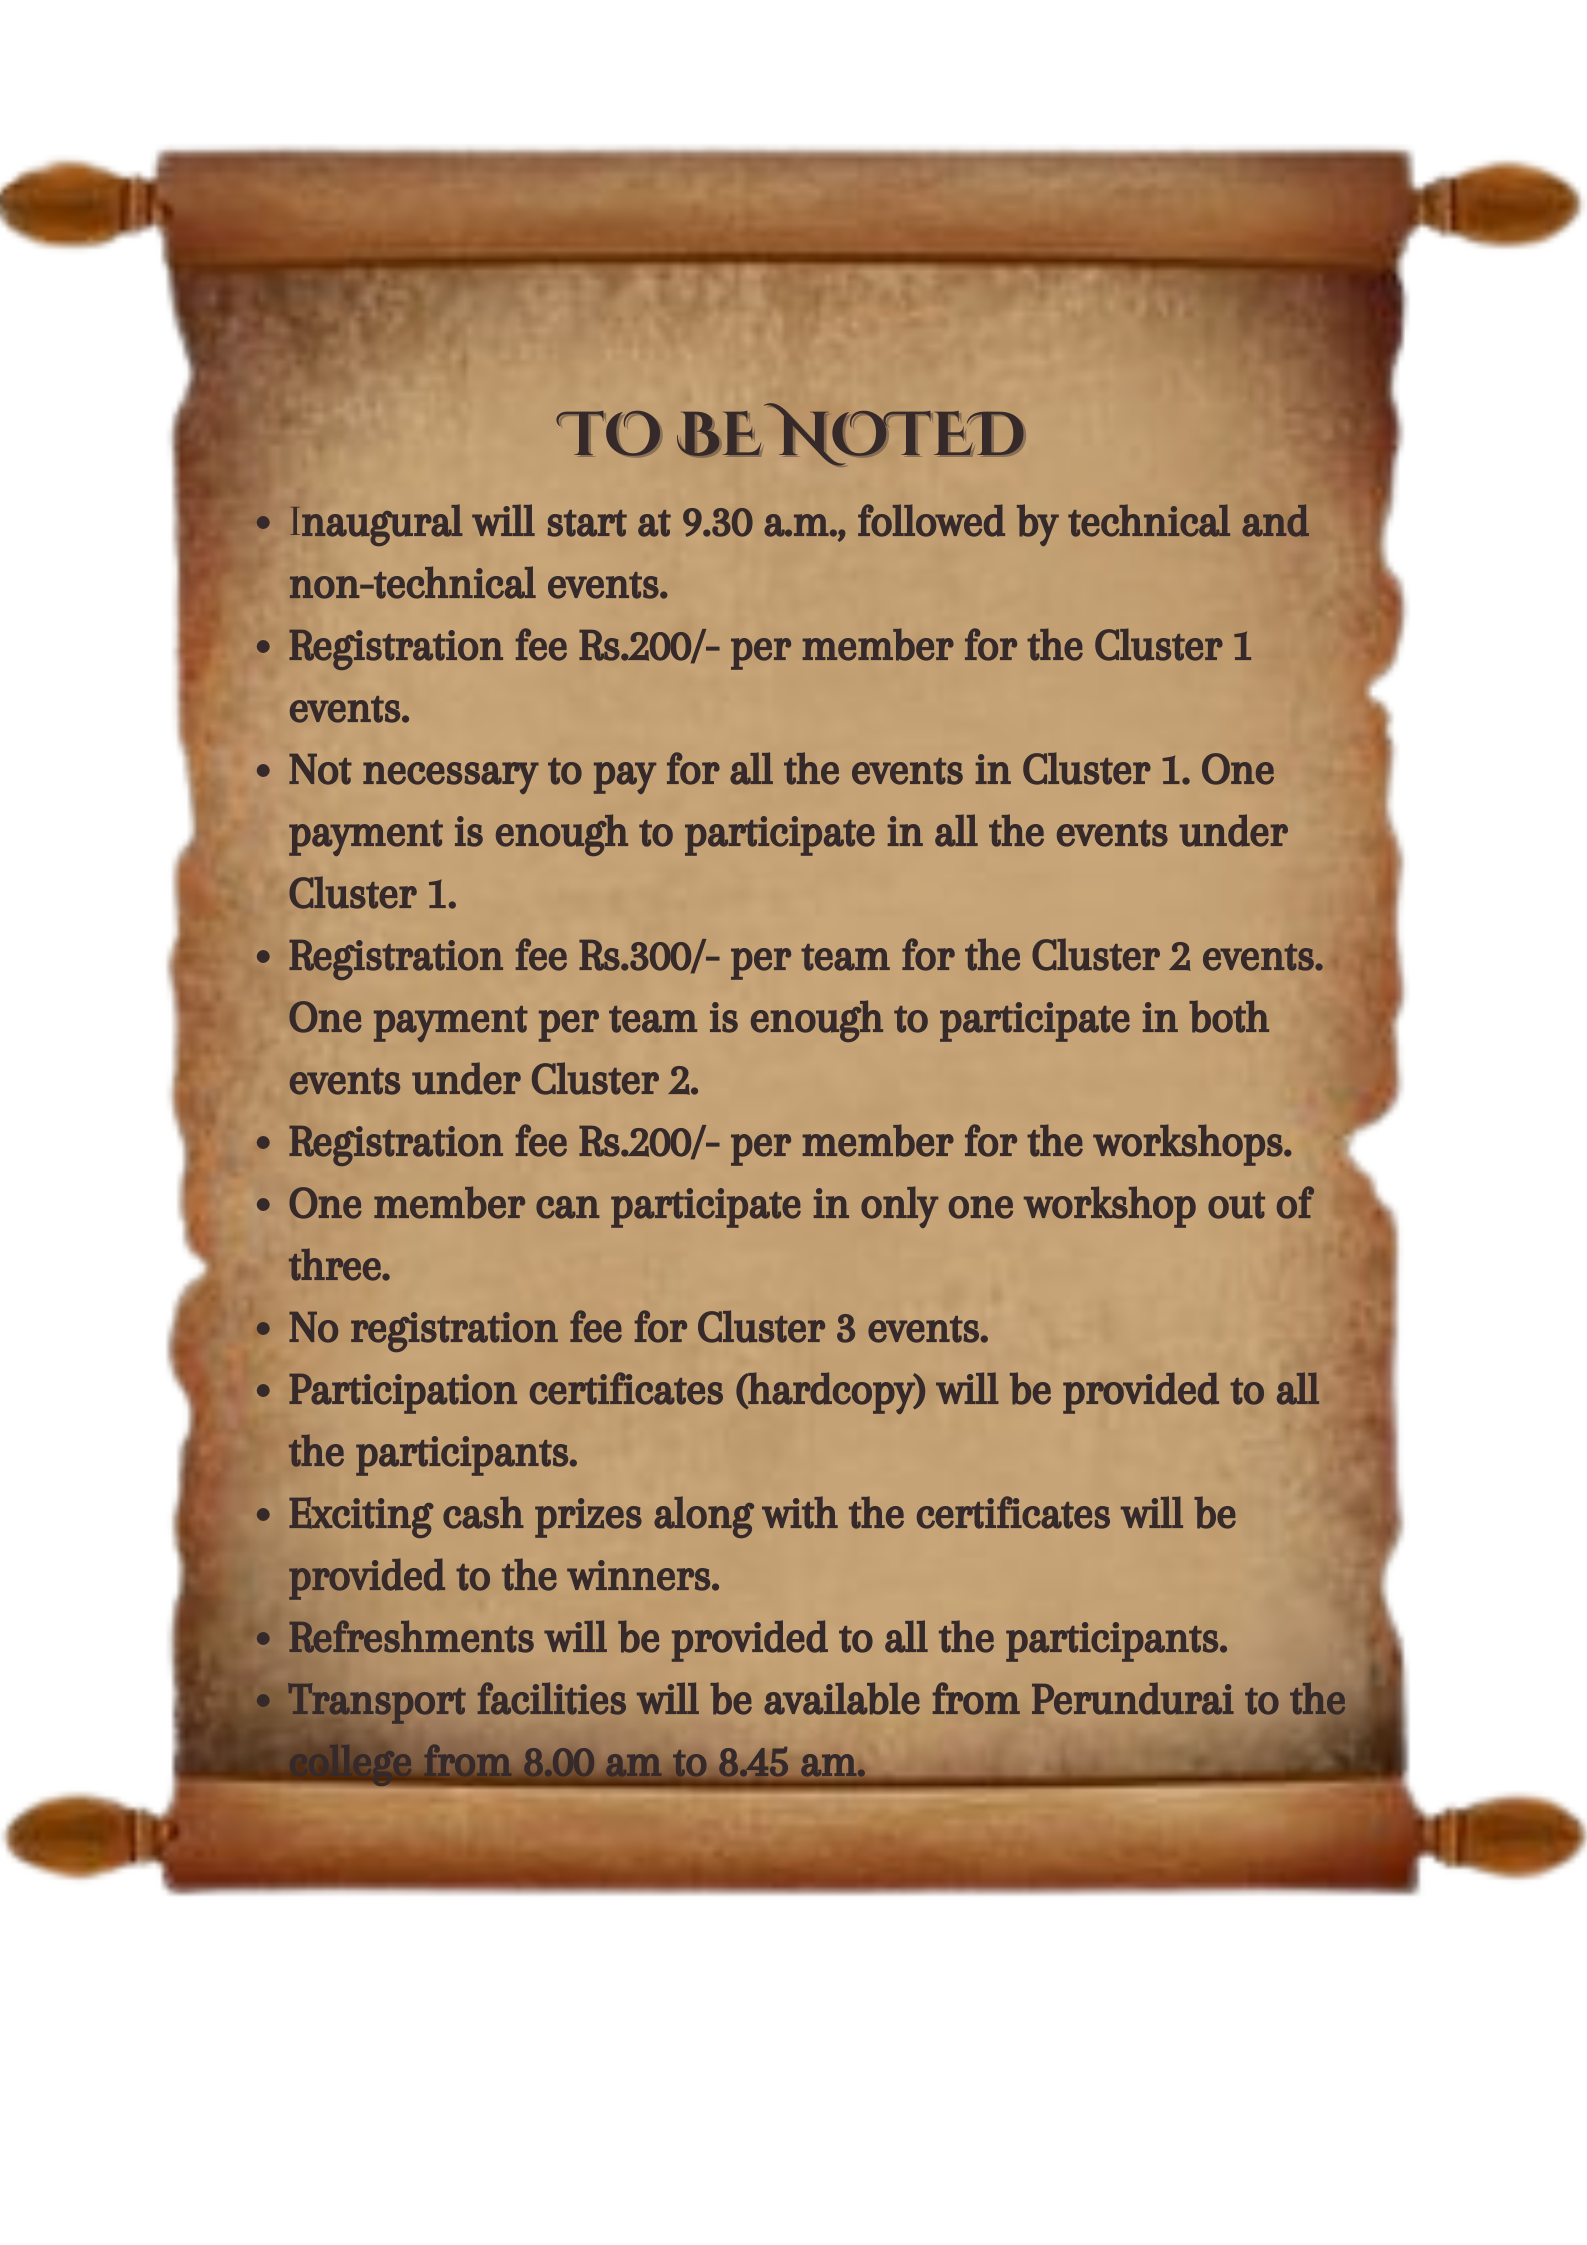 TO BE NOTED
• Inaugural will start at 9.30 a.m., followed by technical and
non-technical events.
• Registration fee Rs.200/- per member for the Cluster 1
events.
• Not necessary to pay for all the events in Cluster 1. One
payment is enough to participate in all the events under
Cluster 1.
• Registration fee Rs.300/- per team for the Cluster 2 events.
One payment per team is enough to participate in both
events under Cluster 2.
• Registration fee Rs.200/- per member for the workshops.
• One member can participate in only one workshop out of
three.
• No registration fee for Cluster 3 events.
• Participation certificates (hardcopy) will be provided to all
the participants.
• Exciting cash prizes along with the certificates will be
provided to the winners.
• Refreshments will be provided to all the participants.
• Transport facilities will be available from Perundurai to the
college from 8.00 am to 8.45 am.